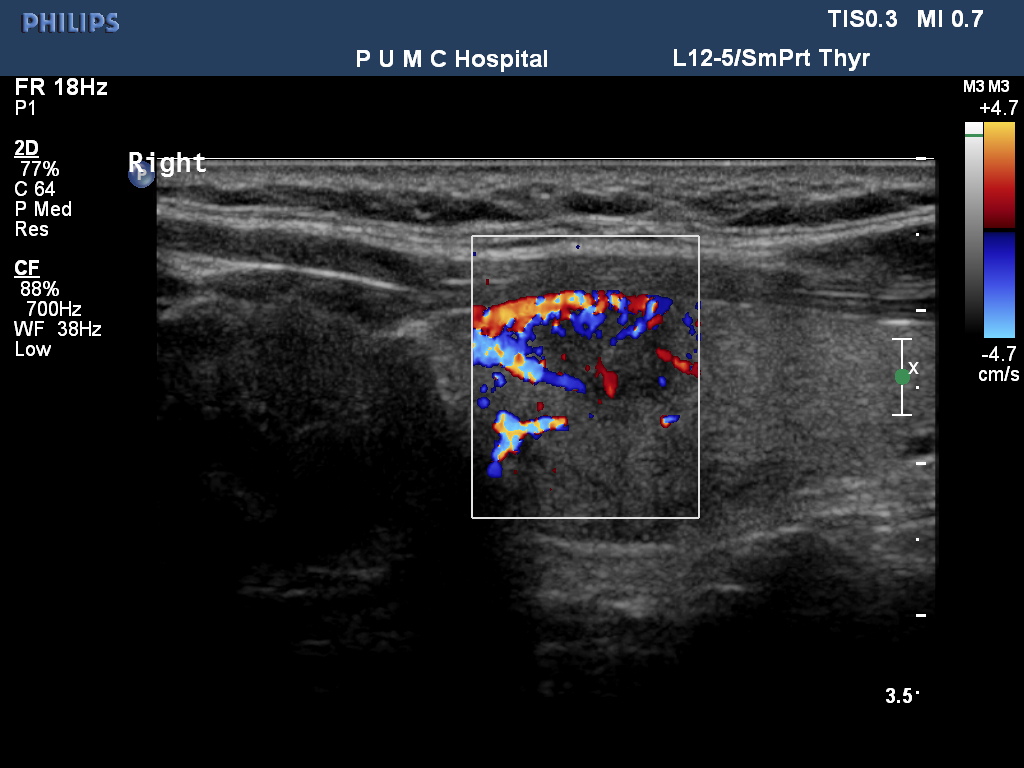 PHILIPS
TIS0.3 MI 0.7
P U M C Hospital
L12-5/SmPrt Thyr
FR 18Hz
P1
2D
77%
C 64
P Med
Res
CF
88%
700Hz
WF 38Hz
Low
Right
P
M3 M3
+4.7
-4.7
cm/s
x
3.5